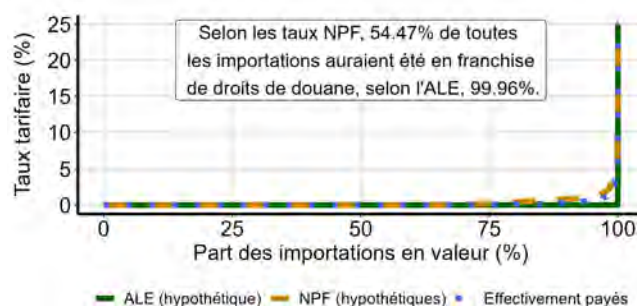 Selon les taux NPF, 54.47% de toutes
les importations auraient été en franchise
de droits de douane, selon l'ALE, 99.96%.
Taux tarifaire (%)
25
20
15
10
5
0
0 25 50 75 100
Part des importations en valeur (%)
ALE (hypothétique) NPF (hypothétiques) Effectivement payés